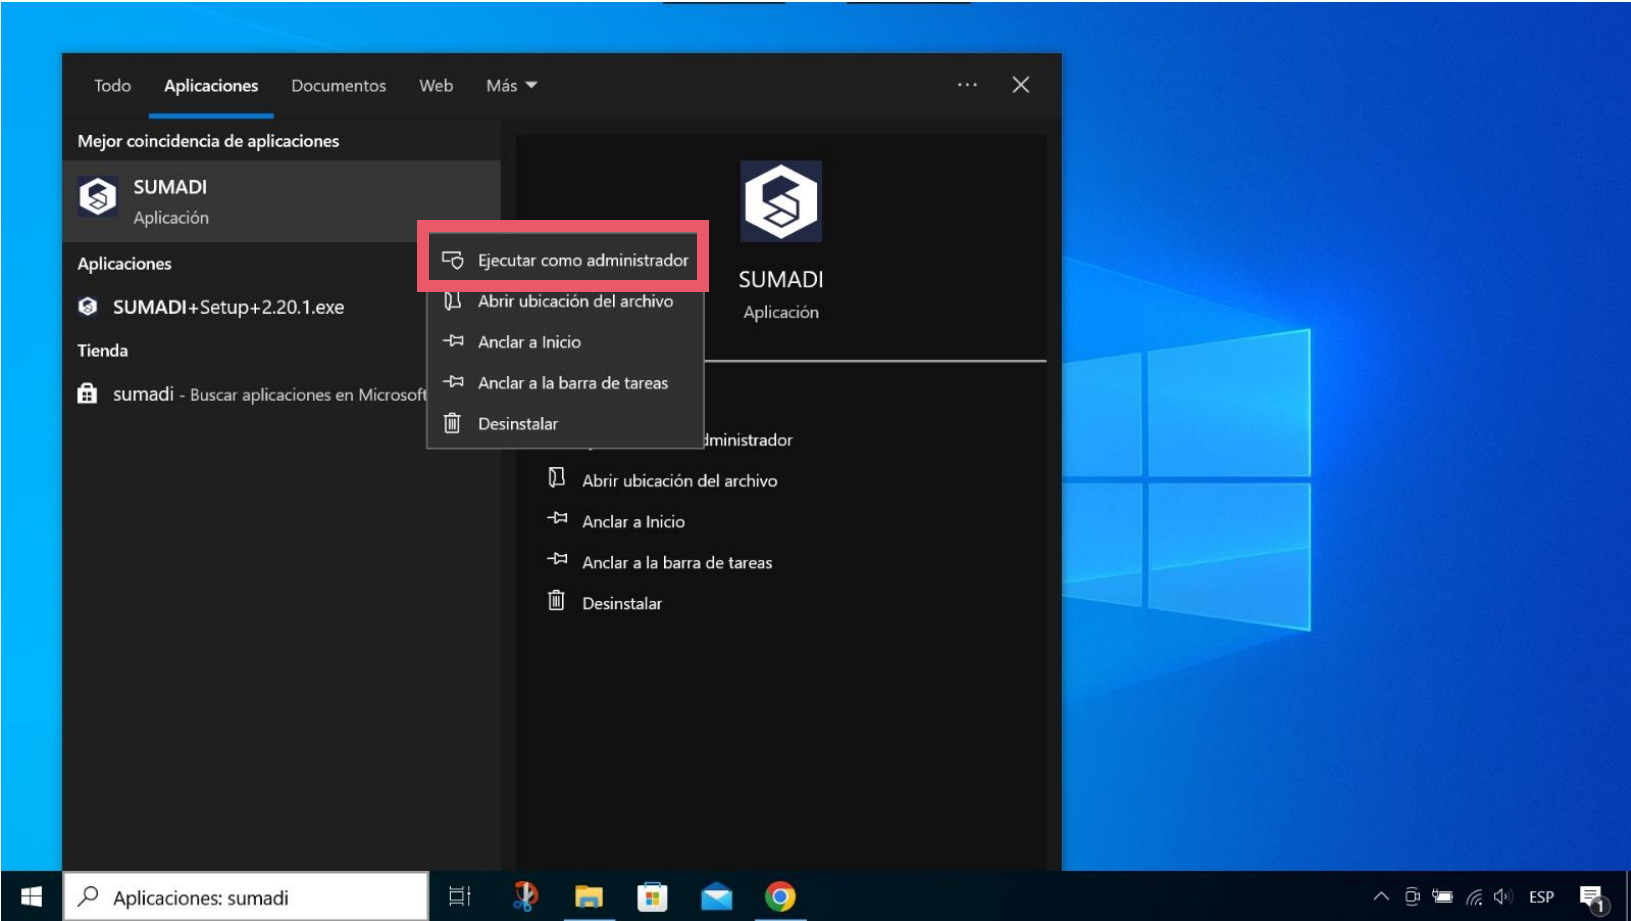 Todo Aplicaciones Documentos Web Más
Mejor coincidencia de aplicaciones
SUMADI
Aplicación
Aplicaciones
SUMADI+Setup+2.20.1.exe
Tienda
sumadi - Buscar aplicaciones en Microsoft
Ejecutar como administrador
Abrir ubicación del archivo
Anclar a Inicio
Anclar a la barra de tareas
Desinstalar
SUMADI
Aplicación
dministrador
Abrir ubicación del archivo
Anclar a Inicio
Anclar a la barra de tareas
Desinstalar
Aplicaciones: sumadi
ESP
1